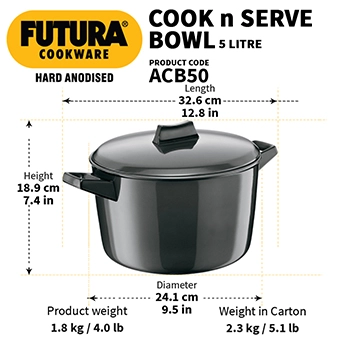 FUTURA®
COOKWARE
HARD ANODISED
COOK n SERVE
BOWL 5 LITRE
PRODUCT CODE
ACB50
Length
32.6 cm
12.8 in
Height
18.9 cm
7.4 in
Diameter
24.1 cm
9.5 in
Product weight
1.8 kg / 4.0 lb
Weight in Carton
2.3 kg / 5.1 lb